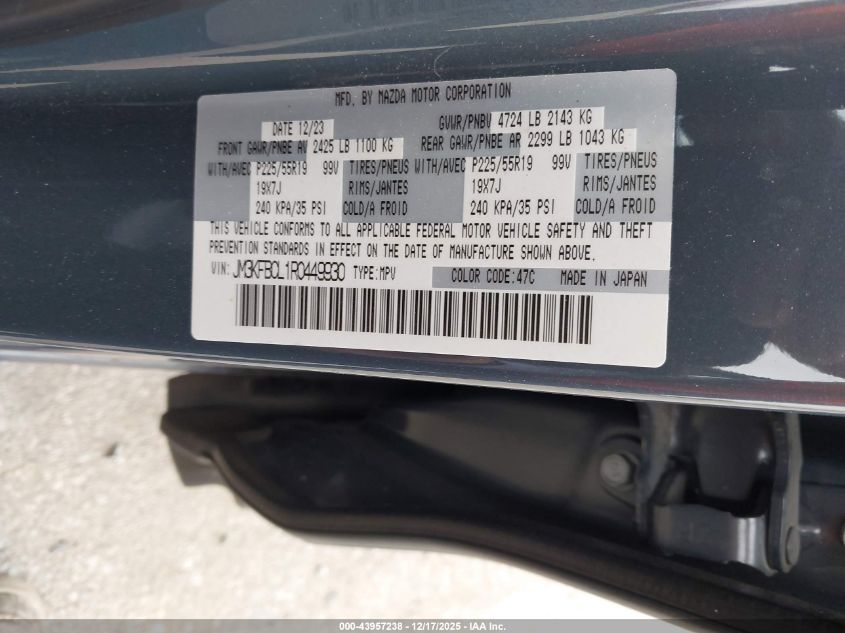 MFD. BY MAZDA MOTOR CORPORATION
DATE 12/23 GVWR/PNBV 4724 LB 2143 KG
FRONT GAWR/PNBE AV 2425 LB 1100 KG REAR GAWR/PNBE AR 2299 LB 1043 KG
WITH/AVEC P225/55R19 99V TIRES/PNEUS WITH/AVEC P225/55R19 99V TIRES/PNEUS
19X7J RIMS/JANTES 19X7J RIMS/JANTES
240 KPA/35 PSI COLD/A FROID 240 KPA/35 PSI COLD/A FROID
THIS VEHICLE CONFORMS TO ALL APPLICABLE FEDERAL MOTOR VEHICLE SAFETY AND THEFT
PREVENTION STANDARDS IN EFFECT ON THE DATE OF MANUFACTURE SHOWN ABOVE.
VIN: JM3KFBCL1R0449930 TYPE:MPV COLOR CODE:47C MADE IN JAPAN
000-43957238 - 12/17/2025 - IAA Inc.